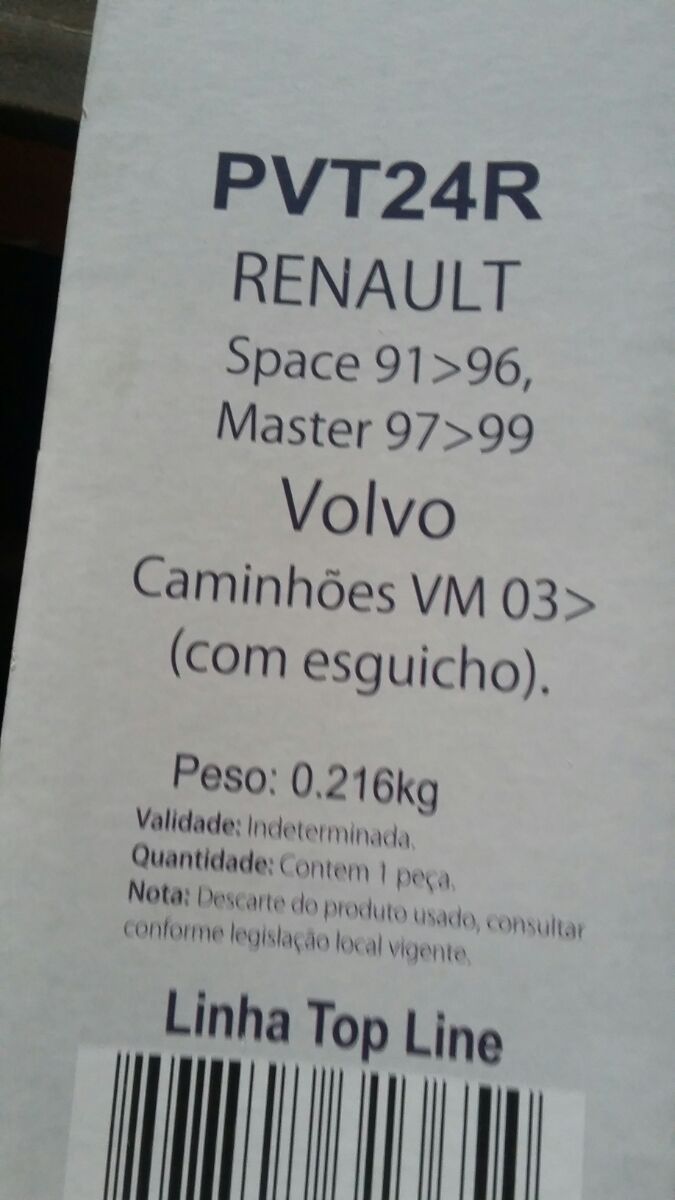 PVT24R
RENAULT
Space 91>96,
Master 97>99
Volvo
Caminhões VM 03>
(com esguicho).
Peso: 0.216kg
Validade: Indeterminada.
Quantidade: Contem 1 peça.
Nota: Descarte do produto usado, consultar
conforme legislação local vigente.
Linha Top Line